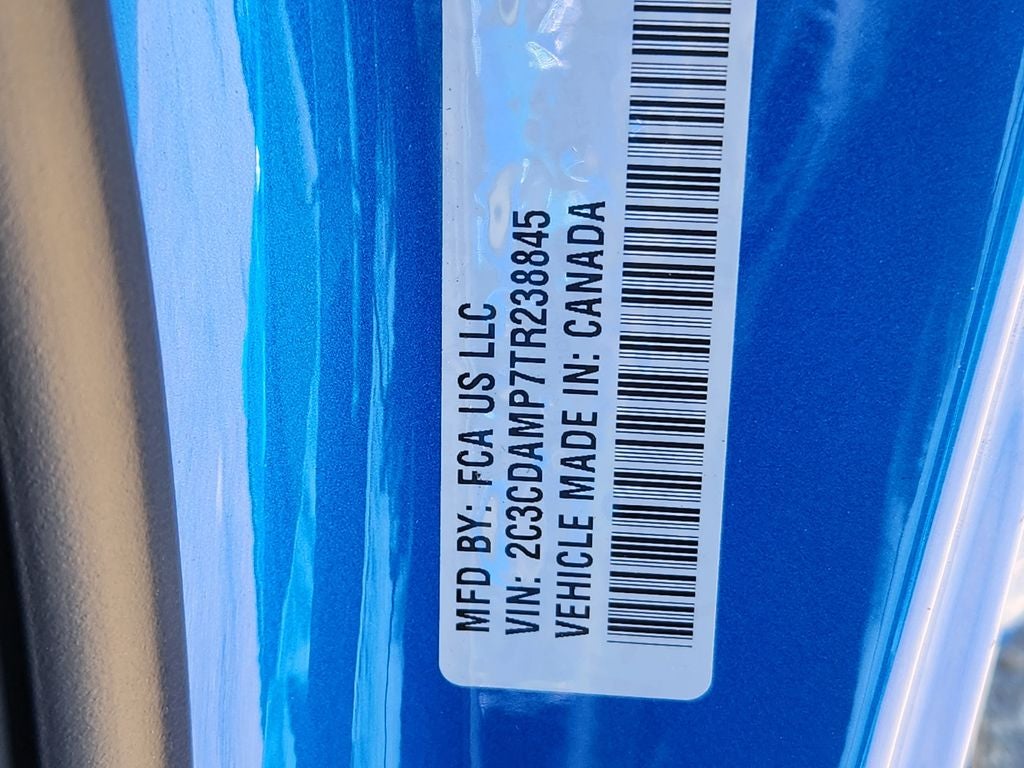 MFD BY: FCA US LLC
VIN: 2C3CDAMP7TR238845
VEHICLE MADE IN: CANADA